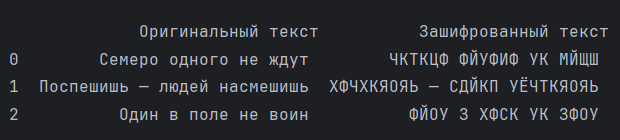 Оригинальный текст Зашифрованный текст
0 Семеро одного не ждут ЧКТКЦФ ФЙУФИФ УК МЙЩШ
1 Поспешишь — людей насмешишь ХФЧХКЯОЯЬ — СДЙКП УЁЧТКЯОЯЬ
2 Один в поле не воин ФЙОУ З ХФСК УК ЗФОУ